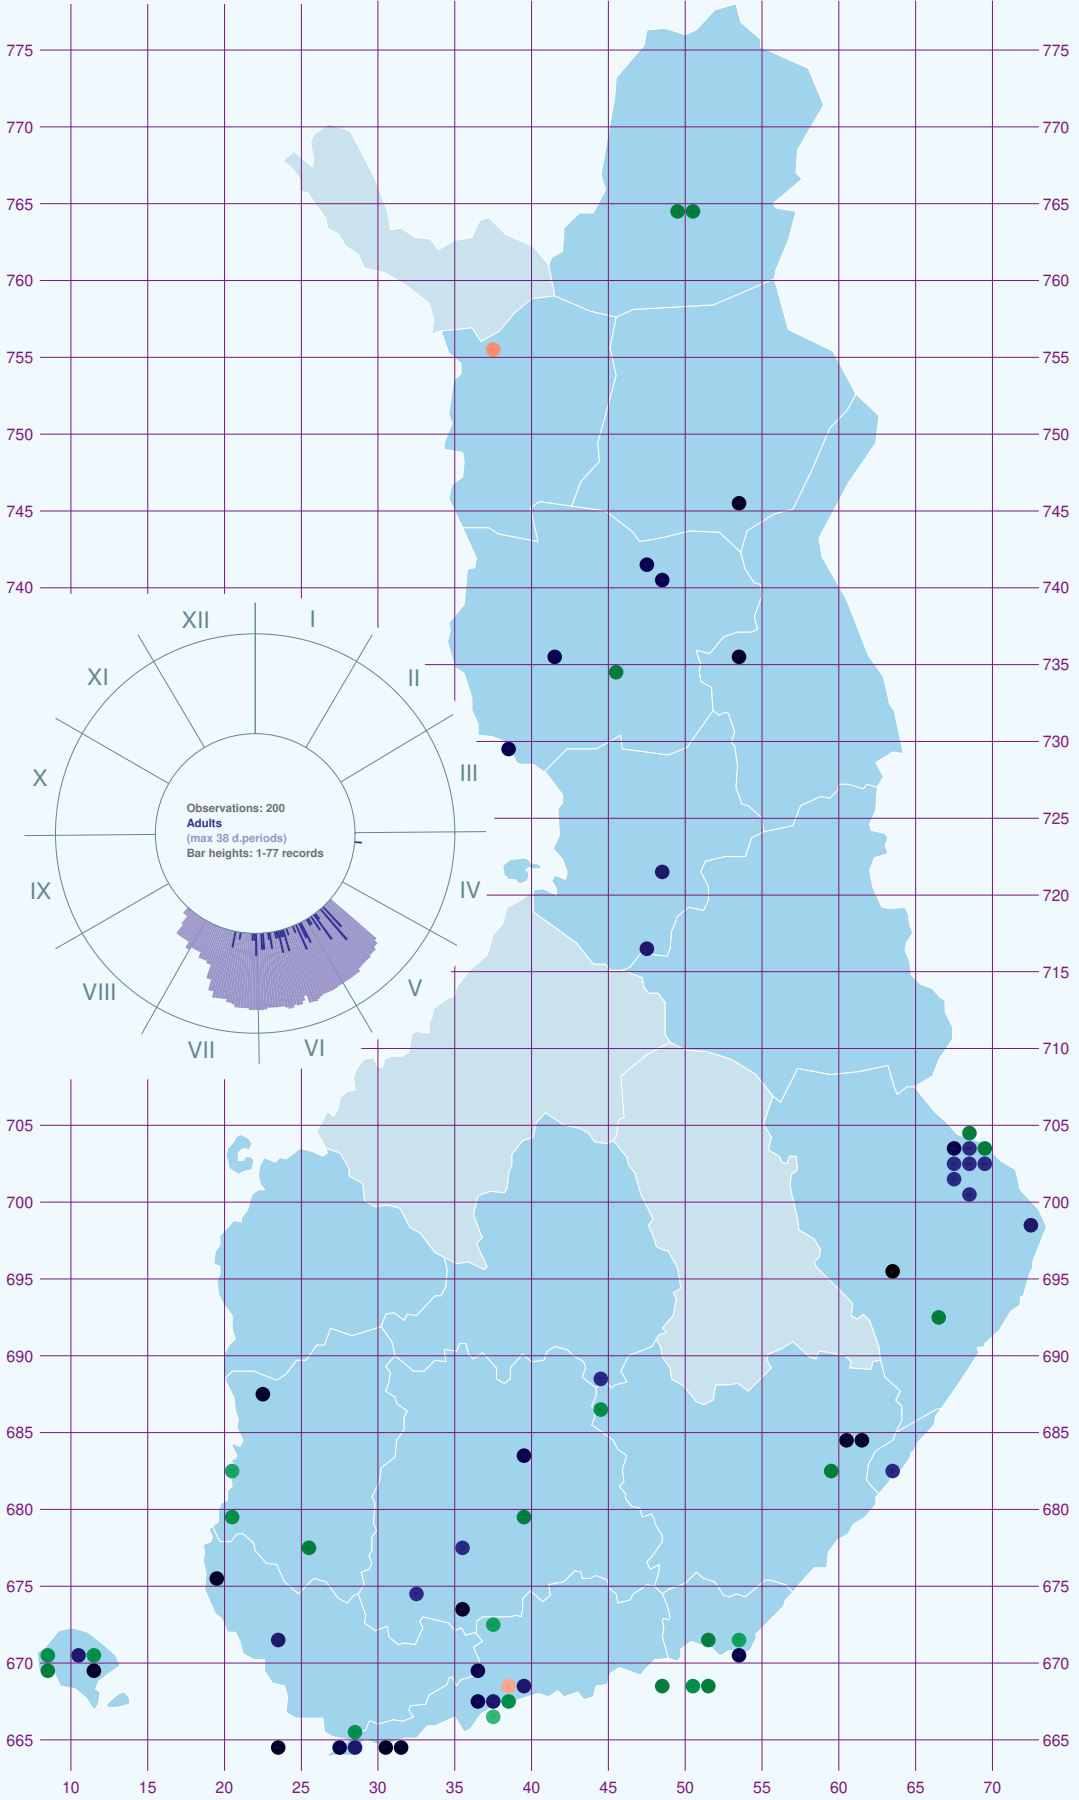 775 775
770 770
765 765
760 760
755 755
750 750
745 745
740 740
XII I
XI II
735 735
730 730
X III
Observations: 200
Adults
(max 38 d.periods)
Bar heights: 1-77 records
725 725
IX IV
720 720
VIII V
715 715
VII VI
710 710
705 705
700 700
695 695
690 690
685 685
680 680
675 675
670 670
665 665
10 15 20 25 30 35 40 45 50 55 60 65 70